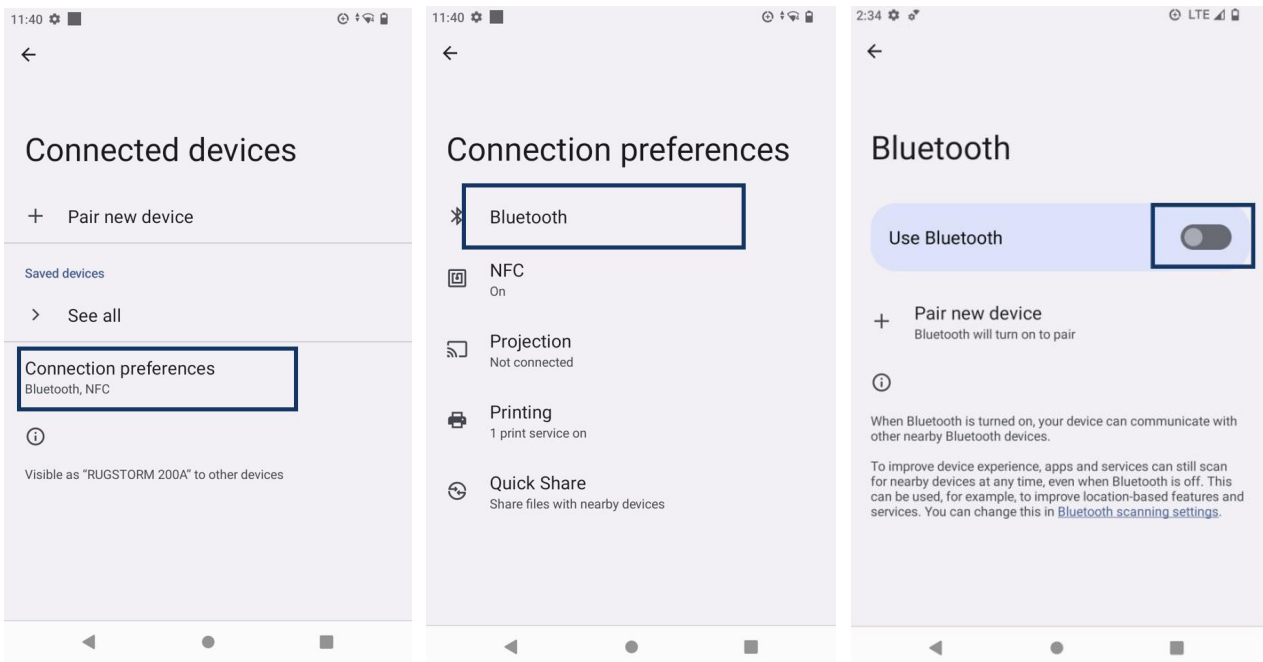 11:40
Connected devices
Pair new device
Saved devices
See all
Connection preferences
Bluetooth, NFC
Visible as “RUGSTORM 200A” to other devices
11:40
Connection preferences
Bluetooth
NFC
On
Projection
Not connected
Printing
1 print service on
Quick Share
Share files with nearby devices
2:34 LTE
Bluetooth
Use Bluetooth
Pair new device
Bluetooth will turn on to pair
When Bluetooth is turned on, your device can communicate with
other nearby Bluetooth devices.
To improve device experience, apps and services can still scan
for nearby devices at any time, even when Bluetooth is off. This
can be used, for example, to improve location-based features and
services. You can change this in Bluetooth scanning settings.